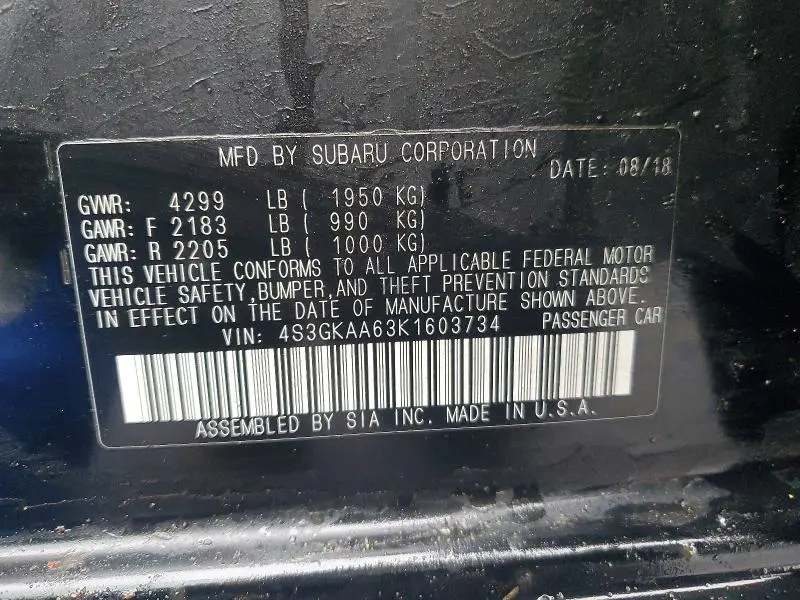 MFD BY SUBARU CORPORATION DATE: 08/18
GVWR: 4299 LB ( 1950 KG)
GAWR: F 2183 LB ( 990 KG)
GAWR: R 2205 LB ( 1000 KG)
THIS VEHICLE CONFORMS TO ALL APPLICABLE FEDERAL MOTOR
VEHICLE SAFETY, BUMPER, AND THEFT PREVENTION STANDARDS
IN EFFECT ON THE DATE OF MANUFACTURE SHOWN ABOVE.
VIN: 4S3GKAA63K1603734 PASSENGER CAR
ASSEMBLED BY SIA INC. MADE IN U.S.A.